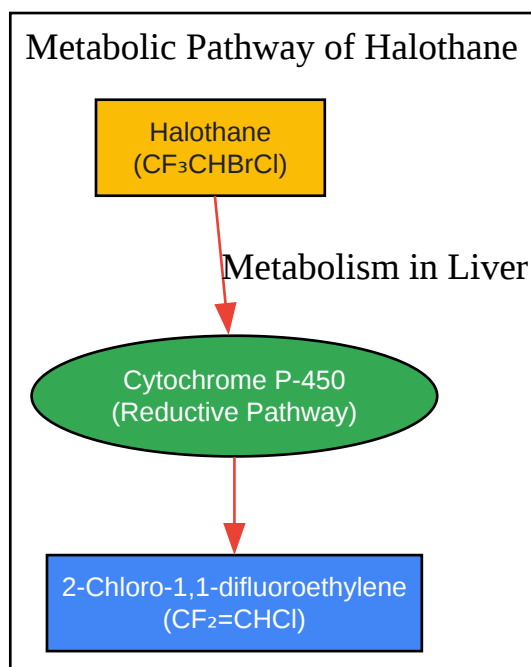 Metabolic Pathway of Halothane
Halothane
(CF₃CHBrCl)
Metabolism in Liver
Cytochrome P-450
(Reductive Pathway)
2-Chloro-1,1-difluoroethylene
(CF₂=CHCl)